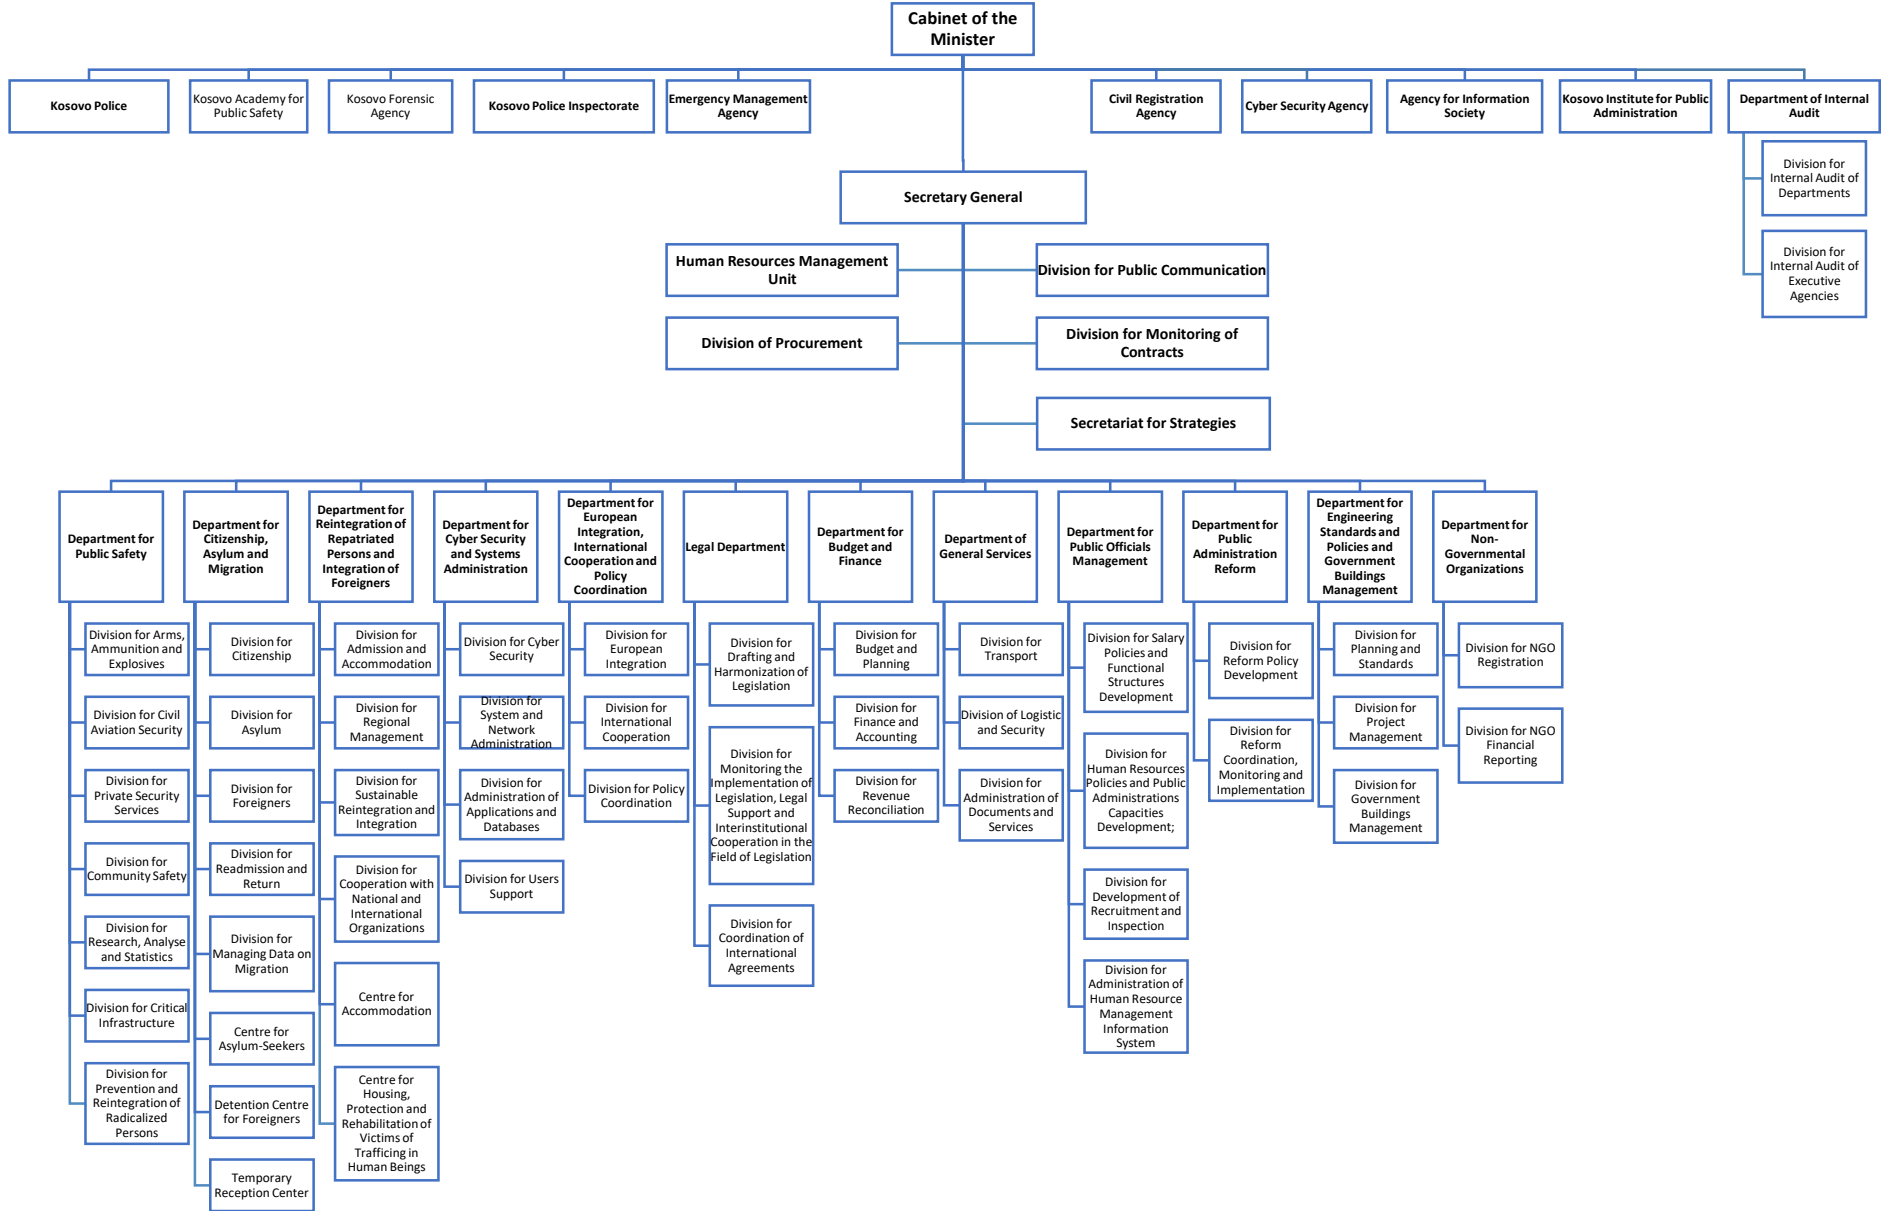 Cabinet of the
Minister
Kosovo Police
Kosovo Academy for
Public Safety
Kosovo Forensic
Agency
Kosovo Police Inspectorate
Emergency Management
Agency
Civil Registration
Agency
Cyber Security Agency
Agency for Information
Society
Kosovo Institute for Public
Administration
Department of Internal
Audit
Division for
Internal Audit of
Departments
Division for
Internal Audit of
Executive
Agencies
Secretary General
Human Resources Management
Unit
Division for Public Communication
Division of Procurement
Division for Monitoring of
Contracts
Secretariat for Strategies
Department for
Public Safety
Division for Arms,
Ammunition and
Explosives
Division for Civil
Aviation Security
Division for
Private Security
Services
Division for
Community Safety
Division for
Research, Analyse
and Statistics
Division for Critical
Infrastructure
Division for
Prevention and
Reintegration of
Radicalized
Persons
Department for
Citizenship,
Asylum and
Migration
Division for
Citizenship
Division for
Asylum
Division for
Foreigners
Division for
Readmission and
Return
Division for
Managing Data on
Migration
Centre for
Asylum-Seekers
Detention Centre
for Foreigners
Temporary
Reception Center
Department for
Reintegration of
Repatriated
Persons and
Integration of
Foreigners
Division for
Admission and
Accommodation
Division for
Regional
Management
Division for
Sustainable
Reintegration and
Integration
Division for
Cooperation with
National and
International
Organizations
Centre for
Accommodation
Centre for
Housing,
Protection and
Rehabilitation of
Victims of
Trafficing in
Human Beings
Department for
Cyber Security
and Systems
Administration
Division for Cyber
Security
Division for
System and
Network
Administration
Division for
Administration of
Applications and
Databases
Division for Users
Support
Department for
European
Integration,
International
Cooperation and
Policy
Coordination
Division for
European
Integration
Division for
International
Cooperation
Division for Policy
Coordination
Legal Department
Division for
Drafting and
Harmonization of
Legislation
Division for
Monitoring the
Implementation of
Legislation, Legal
Support and
Interinstitutional
Cooperation in the
Field of Legislation
Division for
Coordination of
International
Agreements
Department for
Budget and
Finance
Division for
Budget and
Planning
Division for
Finance and
Accounting
Division for
Revenue
Reconciliation
Department of
General Services
Division for
Transport
Division of Logistic
and Security
Division for
Administration of
Documents and
Services
Department for
Public Officials
Management
Division for Salary
Policies and
Functional
Structures
Development
Division for
Human Resources
Policies and Public
Administrations
Capacities
Development;
Division for
Development of
Recruitment and
Inspection
Division for
Administration of
Human Resource
Management
Information
System
Department for
Public
Administration
Reform
Division for
Reform Policy
Development
Division for
Reform
Coordination,
Monitoring and
Implementation
Department for
Engineering
Standards and
Policies and
Government
Buildings
Management
Division for
Planning and
Standards
Division for
Project
Management
Division for
Government
Buildings
Management
Department for
Non-
Governmental
Organizations
Division for NGO
Registration
Division for NGO
Financial
Reporting